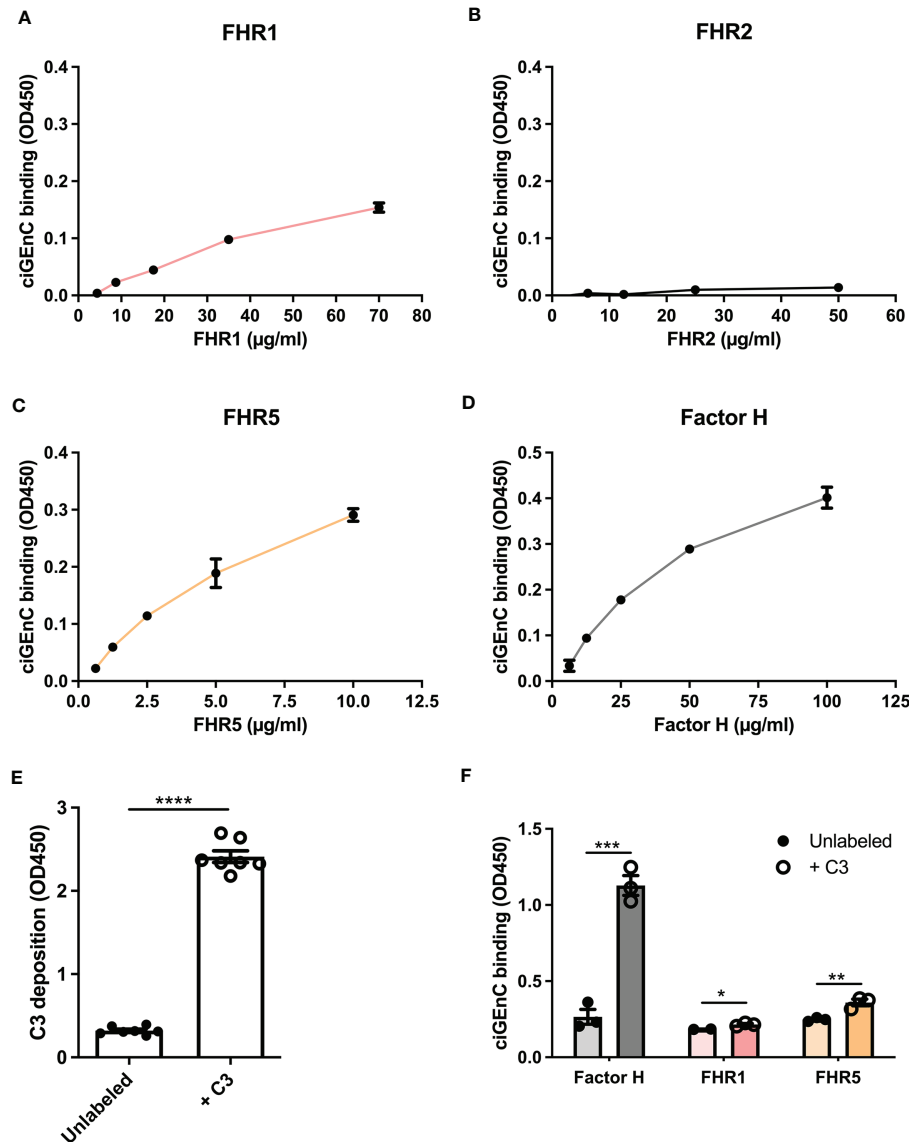 A
FHR1
ciGEnC binding (OD450)
0.4
0.3
0.2
0.1
0.0
0 10 20 30 40 50 60 70 80
FHR1 (µg/ml)
B
FHR2
ciGEnC binding (OD450)
0.4
0.3
0.2
0.1
0.0
0 10 20 30 40 50 60
FHR2 (µg/ml)
C
FHR5
ciGEnC binding (OD450)
0.4
0.3
0.2
0.1
0.0
0.0 2.5 5.0 7.5 10.0 12.5
FHR5 (µg/ml)
D
Factor H
ciGEnC binding (OD450)
0.5
0.4
0.3
0.2
0.1
0.0
0 25 50 75 100 125
Factor H (µg/ml)
E
C3 deposition (OD450)
3
2
1
0
****
Unlabeled
+ C3
F
ciGEnC binding (OD450)
1.5
1.0
0.5
0.0
***
*
**
Unlabeled
+ C3
Factor H FHR1 FHR5